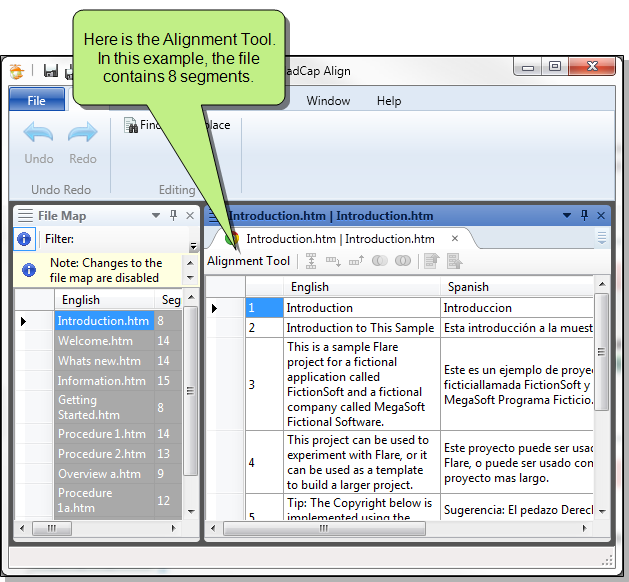 Here is the Alignment Tool.
In this example, the file
contains 8 segments.
adCap Align
File
Window
Help
Undo
Redo
Find
place
Undo Redo
Editing
File Map
Introduction.htm | Introduction.htm
Filter:
Introduction.htm | Introduction.htm
Note: Changes to the
file map are disabled
Alignment Tool
English
Seg
Introduction.htm 8
Welcome.htm 14
Whats new.htm 14
Information.htm 15
Getting
Started.htm 8
Procedure 1.htm 14
Procedure 2.htm 13
Overview a.htm 9
Procedure
1a.htm 12
English
Spanish
1 Introduction Introduccion
2 Introduction to This Sample Esta introducción a la muest
3
This is a sample Flare
project for a fictional
application called
FictionSoft and a fictional
company called MegaSoft
Fictional Software.
Este es un ejemplo de proye
ficticiallamada FictionSoft y
MegaSoft Programa Ficticio.
4
This project can be used to
experiment with Flare, or it
can be used as a template
to build a larger project.
Este proyecto puede ser usad
Flare, o puede ser usado con
proyecto mas largo.
5
Tip: The Copyright below is
implemented using the
Sugerencia: El pedazo Derecl